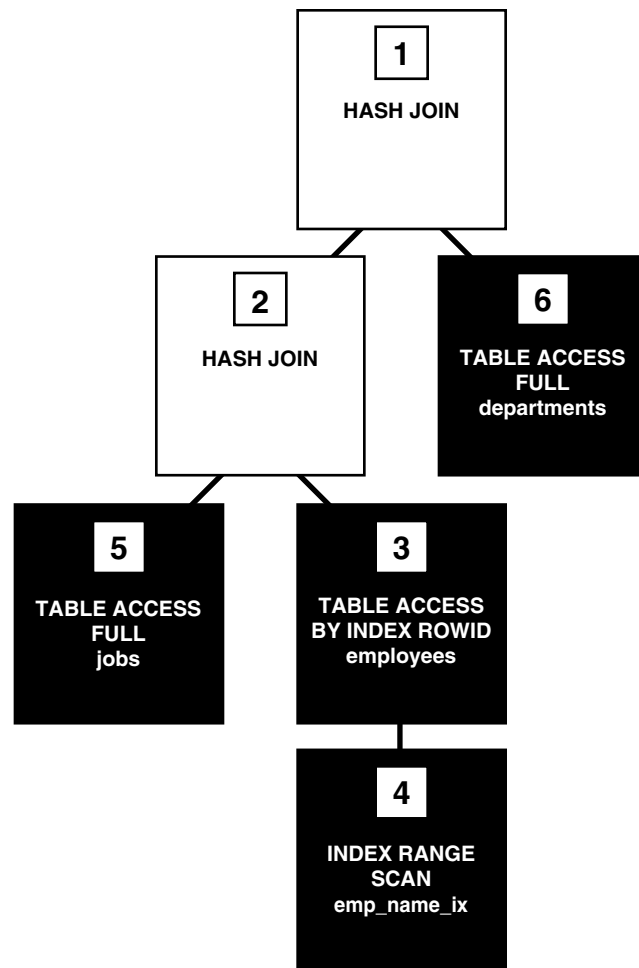 1
HASH JOIN
2
HASH JOIN
6
TABLE ACCESS
FULL
departments
5
TABLE ACCESS
FULL
jobs
3
TABLE ACCESS
BY INDEX ROWID
employees
4
INDEX RANGE
SCAN
emp_name_ix